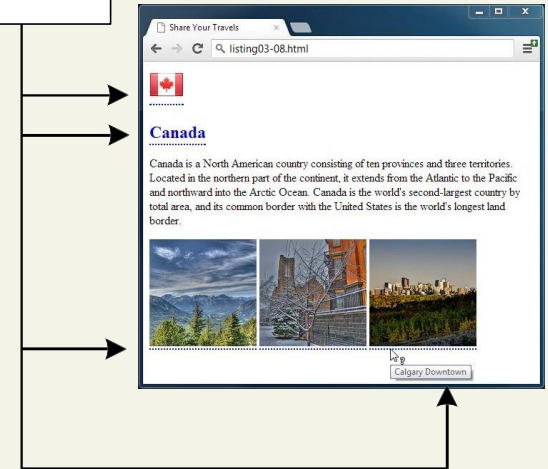 Share Your Travels
listing03-08.html
Canada
Canada is a North American country consisting of ten provinces and three territories.
Located in the northern part of the continent, it extends from the Atlantic to the Pacific
and northward into the Arctic Ocean. Canada is the world's second-largest country by
total area, and its common border with the United States is the world's longest land
border.
Calgary Downtown